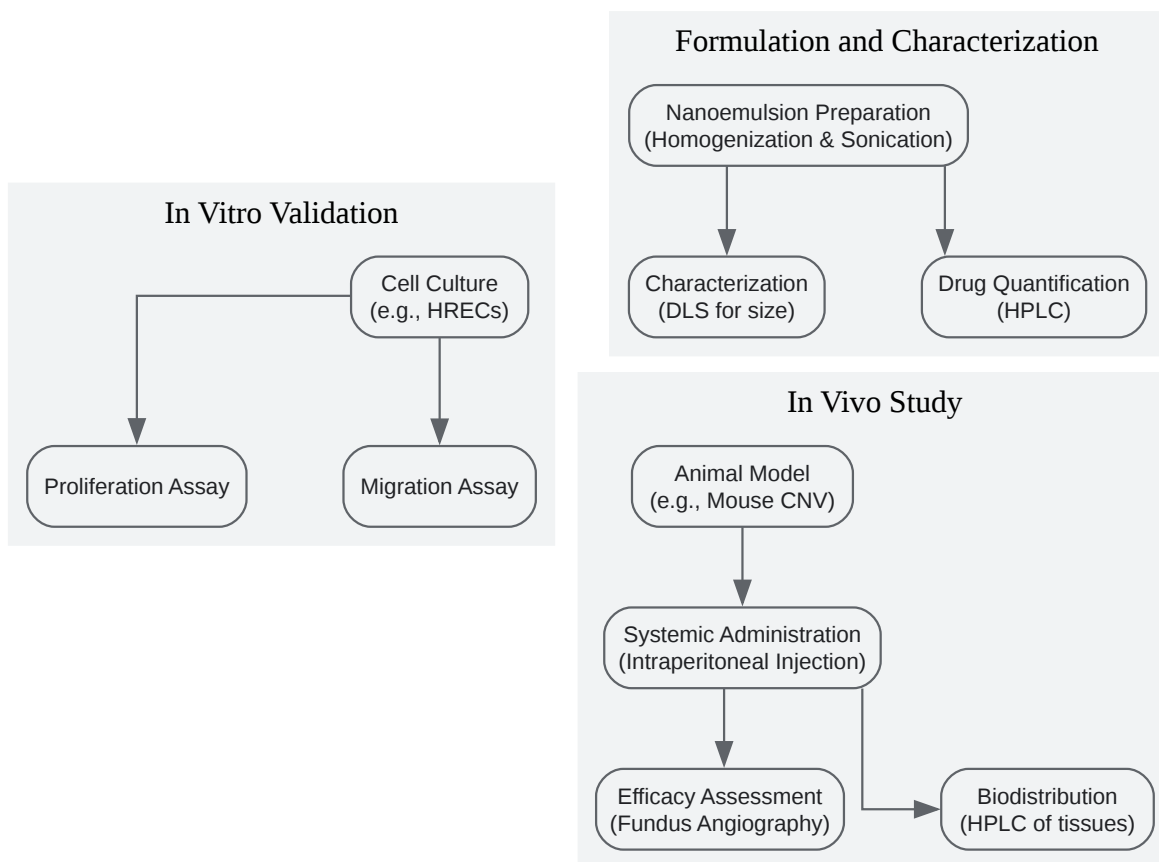 Formulation and Characterization
Nanoemulsion Preparation
(Homogenization & Sonication)
Characterization
(DLS for size)
Drug Quantification
(HPLC)
In Vitro Validation
Cell Culture
(e.g., HRECs)
Proliferation Assay
Migration Assay
In Vivo Study
Animal Model
(e.g., Mouse CNV)
Systemic Administration
(Intraperitoneal Injection)
Efficacy Assessment
(Fundus Angiography)
Biodistribution
(HPLC of tissues)